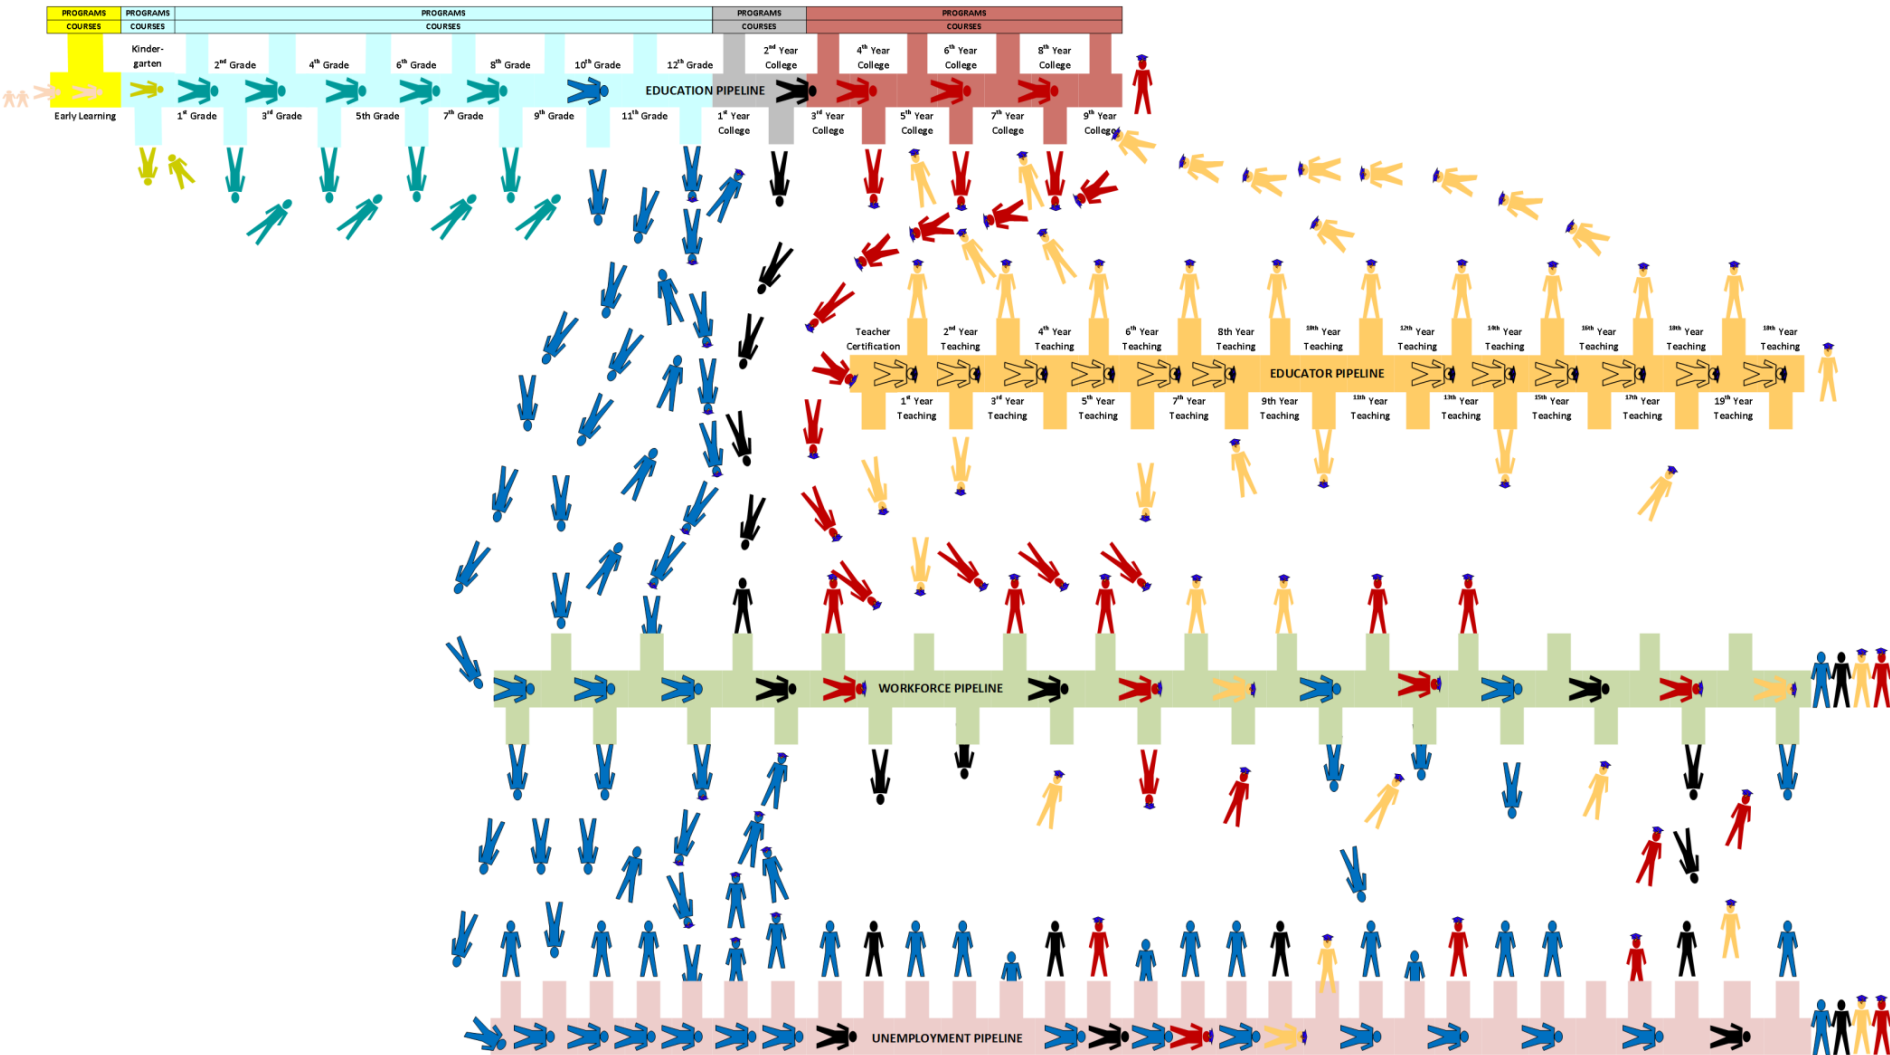 PROGRAMS PROGRAMS PROGRAMS PROGRAMS PROGRAMS
COURSES COURSES COURSES COURSES COURSES
Kinder-
garten
2nd Grade 4th Grade 6th Grade 8th Grade 10th Grade 12th Grade
2nd Year
College
4th Year
College
6th Year
College
8th Year
College
EDUCATION PIPELINE
Early Learning 1st Grade 3rd Grade 5th Grade 7th Grade 9th Grade 11th Grade
1st Year
College
3rd Year
College
5th Year
College
7th Year
College
9th Year
College
Teacher
Certification
2nd Year
Teaching
4th Year
Teaching
6th Year
Teaching
8th Year
Teaching
10th Year
Teaching
12th Year
Teaching
14th Year
Teaching
16th Year
Teaching
18th Year
Teaching
18th Year
Teaching
EDUCATOR PIPELINE
1st Year
Teaching
3rd Year
Teaching
5th Year
Teaching
7th Year
Teaching
9th Year
Teaching
11th Year
Teaching
13th Year
Teaching
15th Year
Teaching
17th Year
Teaching
19th Year
Teaching
WORKFORCE PIPELINE
UNEMPLOYMENT PIPELINE